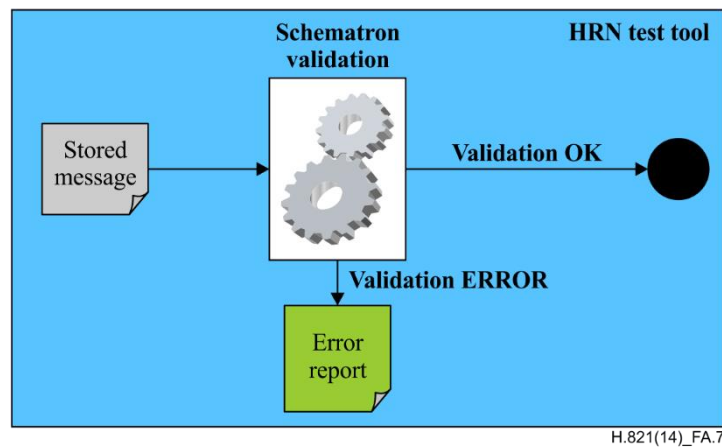 Schematron
validation
HRN test tool
Stored
message
Validation OK
Validation ERROR
Error
report
H.821(14)_FA.7